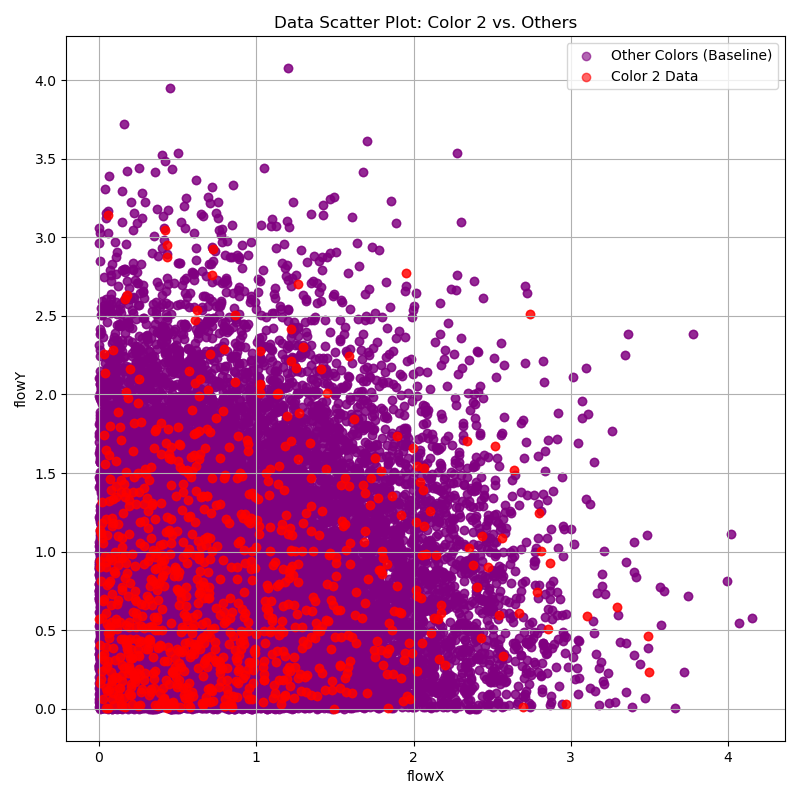 Data Scatter Plot: Color 2 vs. Others
Other Colors (Baseline)
Color 2 Data
flowY
4.0
3.5
3.0
2.5
2.0
1.5
1.0
0.5
0.0
0 1 2 3 4
flowX